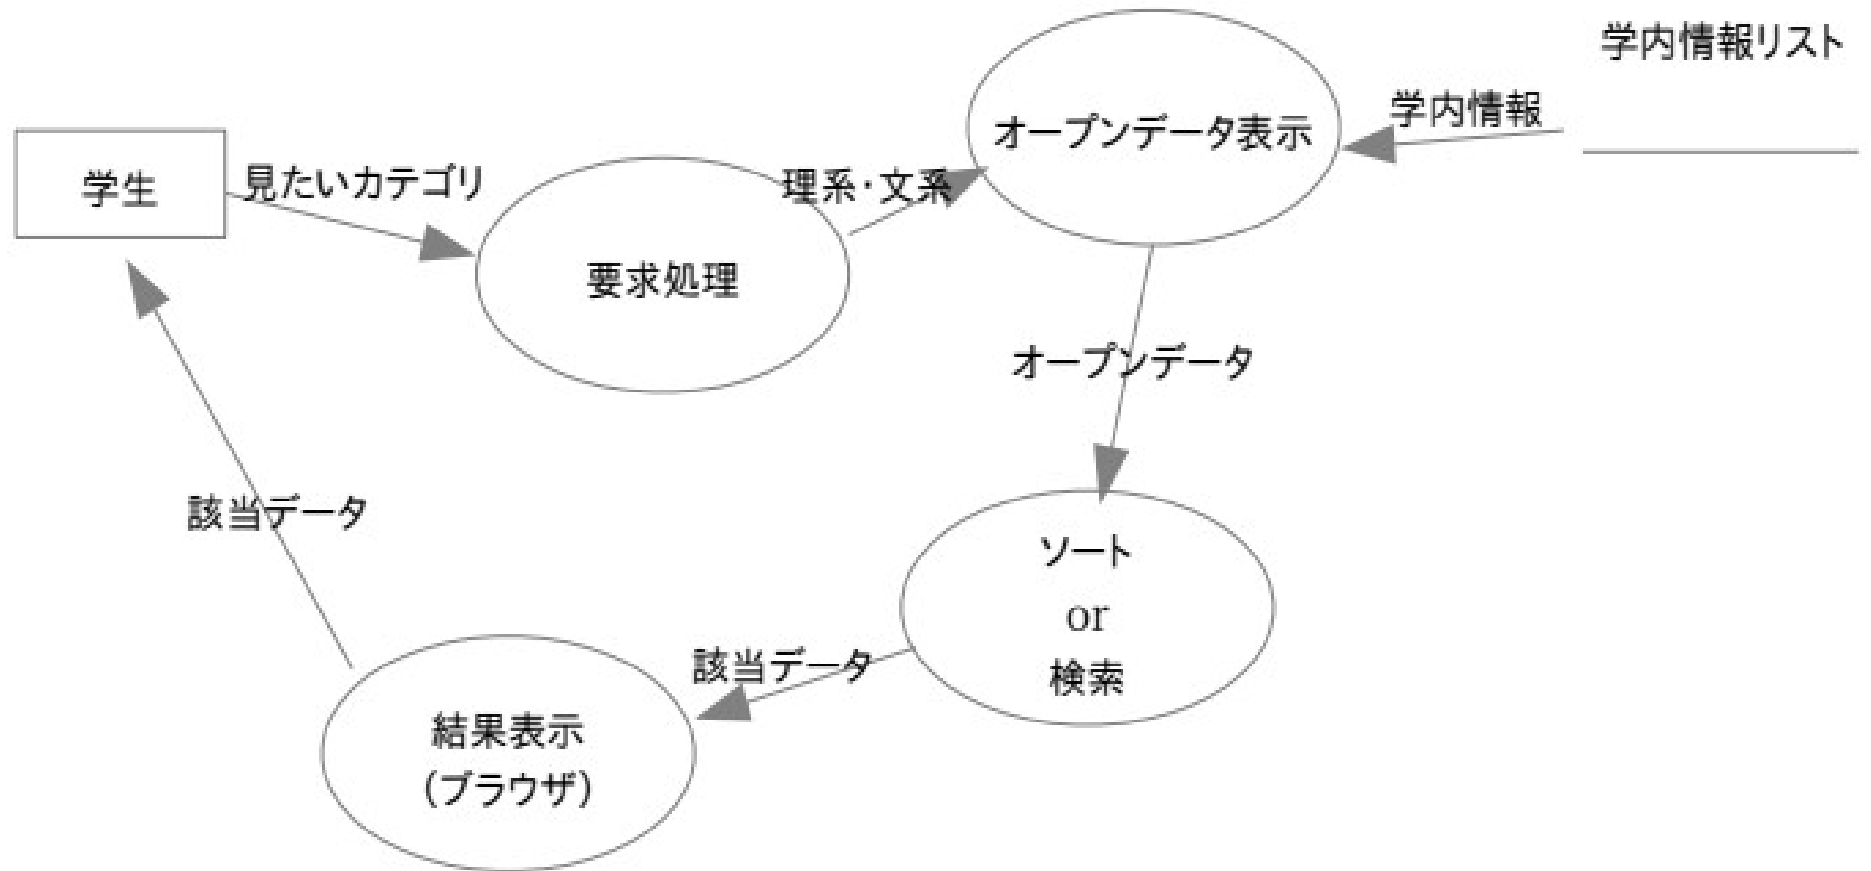 学内情報リスト
学内情報
オープンデータ表示
学生
見たいカテゴリ
理系・文系
要求処理
オープンデータ
該当データ
ソート
or
検索
該当データ
結果表示
(ブラウザ)